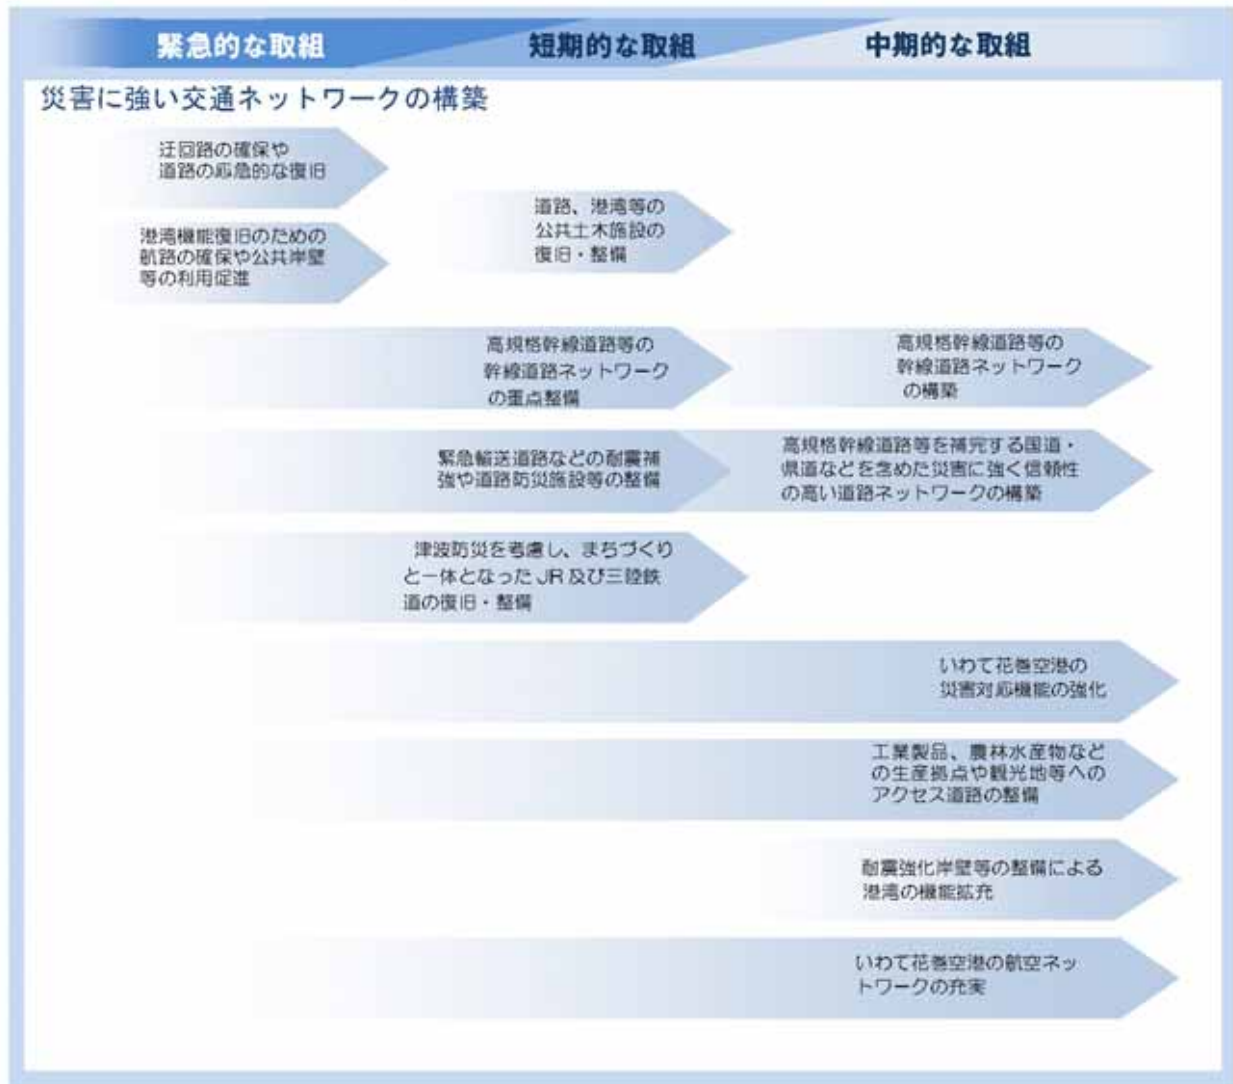 緊急的な取組 短期的な取組 中期的な取組
災害に強い交通ネットワークの構築
迂回路の確保や
道路の応急的な復旧
港湾機能復旧のための
航路の確保や公共岸壁
等の利用促進
道路、港湾等の
公共土木施設の
復旧・整備
高規格幹線道路等の
幹線道路ネットワーク
の重点整備
高規格幹線道路等の
幹線道路ネットワーク
の構築
緊急輸送道路などの耐震補
強や道路防災施設等の整備
高規格幹線道路等を補完する国道・
県道などを含めた災害に強く信頼性
の高い道路ネットワークの構築
津波防災を考慮し、まちづくり
と一体となった JR 及び三陸鉄
道の復旧・整備
いわて花巻空港の
災害対応機能の強化
工業製品、農林水産物など
の生産拠点や観光地等への
アクセス道路の整備
耐震強化岸壁等の整備による
港湾の機能拡充
いわて花巻空港の航空ネッ
トワークの充実